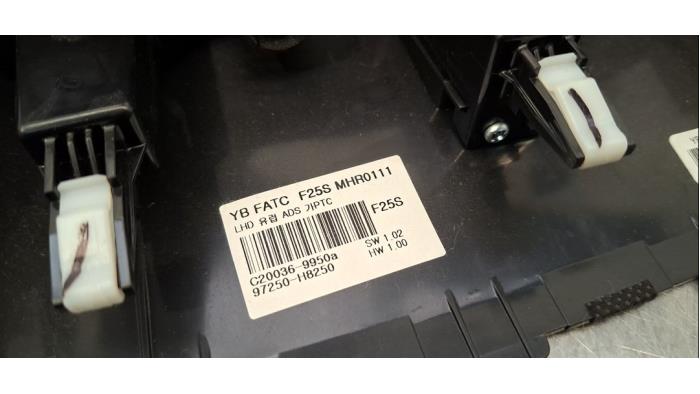 YB FATC F25S MHR0111
LHD 유럽 ADS 기PTC
F25S
C20036-9950a
97250-H8250
SW 1.02
HW 1.00